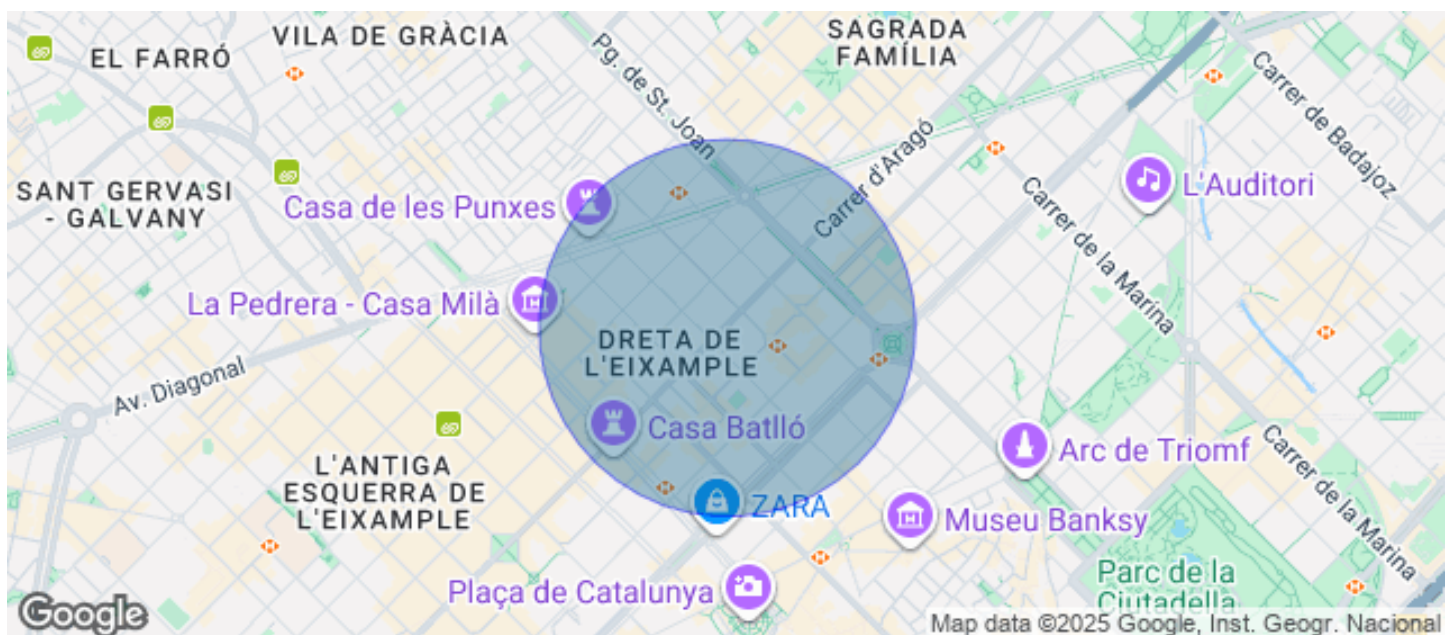 VILA DE GRÀCIA
EL FARRÓ
SAGRADA
FAMÍLIA
Pg. de St. Joan
Carrer de Badajoz
Carrer d'Aragó
SANT GERVASI
- GALVANY
Casa de les Punxes
L'Auditori
Carrer de la Marina
La Pedrera - Casa Milà
DRETA DE
L'EIXAMPLE
Av. Diagonal
Casa Batlló
Arc de Triomf
L'ANTIGA
ESQUERRA DE
L'EIXAMPLE
Carrer de la Marina
ZARA
Museu Banksy
Plaça de Catalunya
Parc de la
Ciutadella
Google
Map data ©2025 Google, Inst. Geogr. Nacional